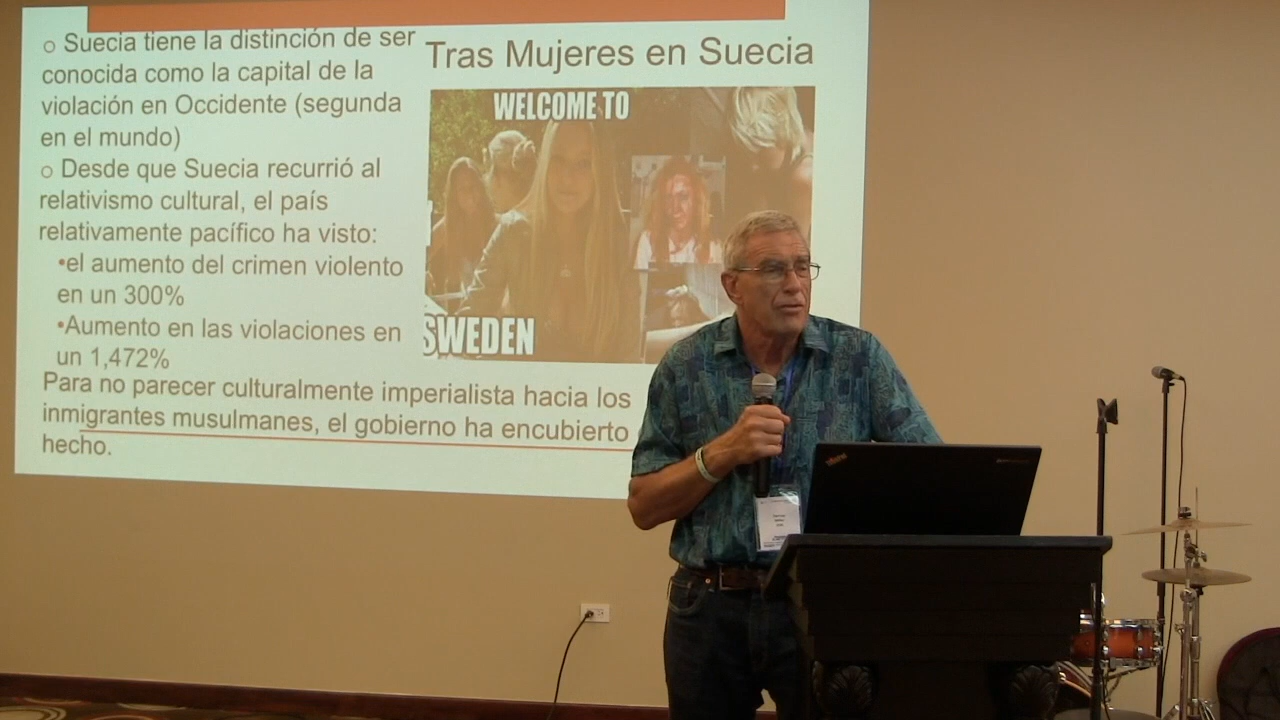 ○ Suecia tiene la distinción de ser
conocida como la capital de la
violación en Occidente (segunda
en el mundo)
○ Desde que Suecia recurrió al
relativismo cultural, el país
relativamente pacífico ha visto:
•el aumento del crimen violento
en un 300%
•Aumento en las violaciones en
un 1,472%
Para no parecer culturalmente imperialista hacia los
inmigrantes musulmanes, el gobierno ha encubierto
hecho.
Tras Mujeres en Suecia
WELCOME TO
SWEDEN